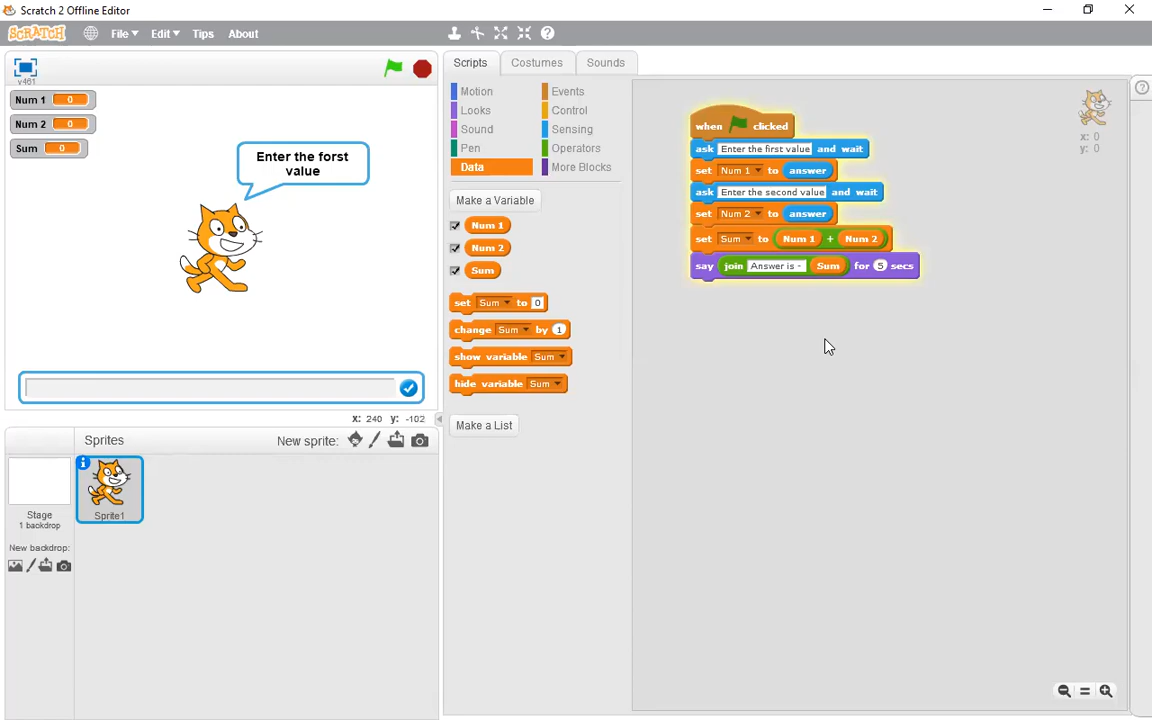 Scratch 2 Offline Editor
SCRATCH File Edit Tips About
v461
Num 1 0
Num 2 0
Sum 0
Enter the forst
value
x: 240 y: -102
Sprites New sprite:
Sprite1
Stage
1 backdrop
New backdrop:
Scripts Costumes Sounds
Motion Events
Looks Control
Sound Sensing
Pen Operators
Data More Blocks
Make a Variable
Num 1
Num 2
Sum
set Sum to 0
change Sum by 1
show variable Sum
hide variable Sum
Make a List
when clicked
ask Enter the first value and wait
set Num 1 to answer
ask Enter the second value and wait
set Num 2 to answer
set Sum to Num 1 + Num 2
say join Answer is - Sum for 5 secs
x: 0
y: 0